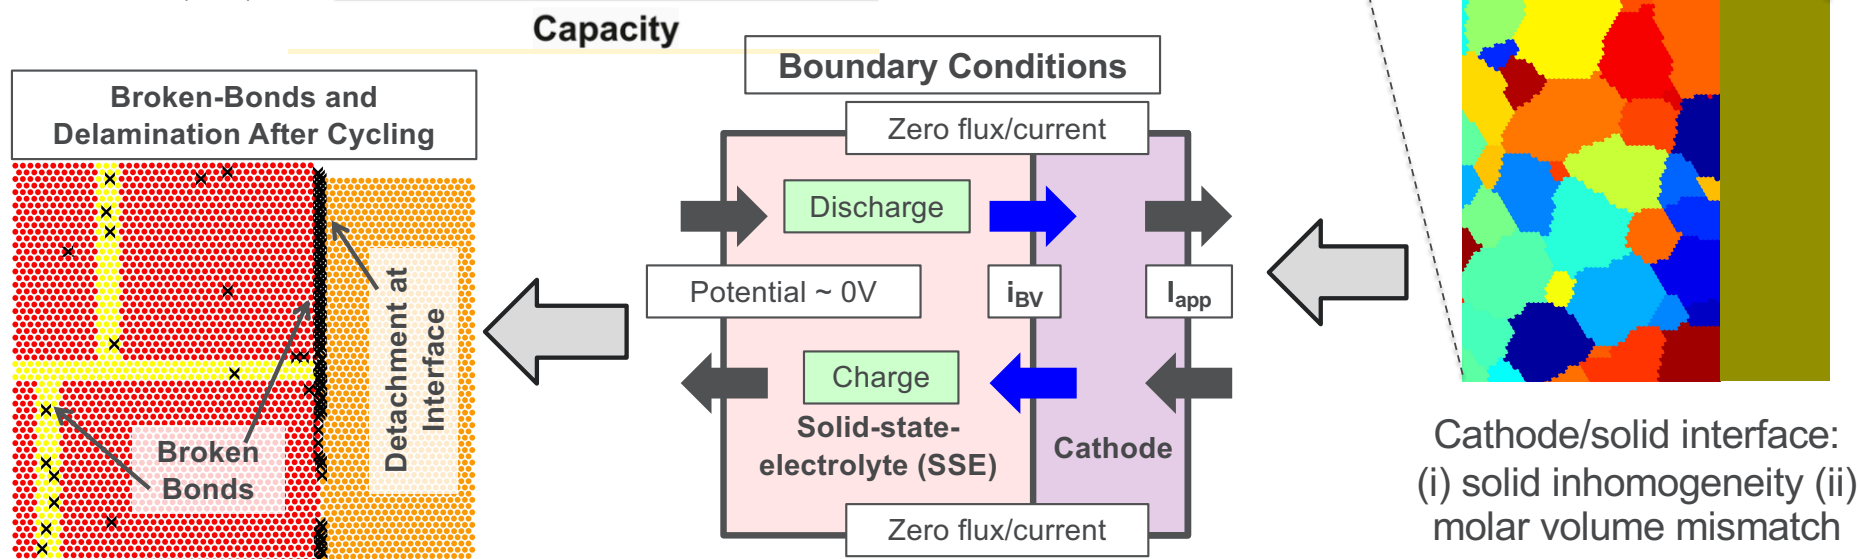 Capacity
Broken-Bonds and
Delamination After Cycling
Detachment at
Interface
Broken
Bonds
Boundary Conditions
Zero flux/current
Discharge
Potential ~ 0V
iBV
Iapp
Charge
Solid-state-
electrolyte (SSE)
Cathode
Zero flux/current
Cathode/solid interface:
(i) solid inhomogeneity (ii)
molar volume mismatch